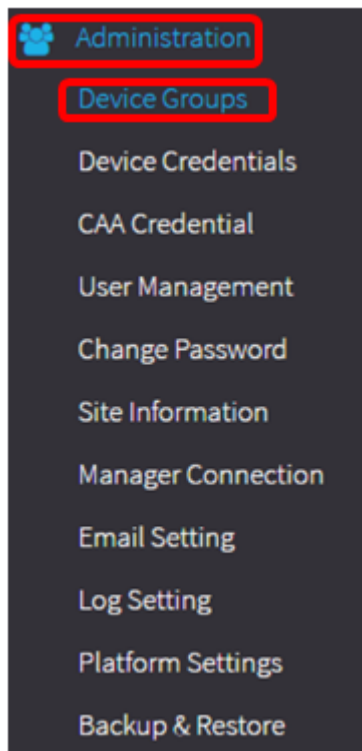 Administration
Device Groups
Device Credentials
CAA Credential
User Management
Change Password
Site Information
Manager Connection
Email Setting
Log Setting
Platform Settings
Backup & Restore